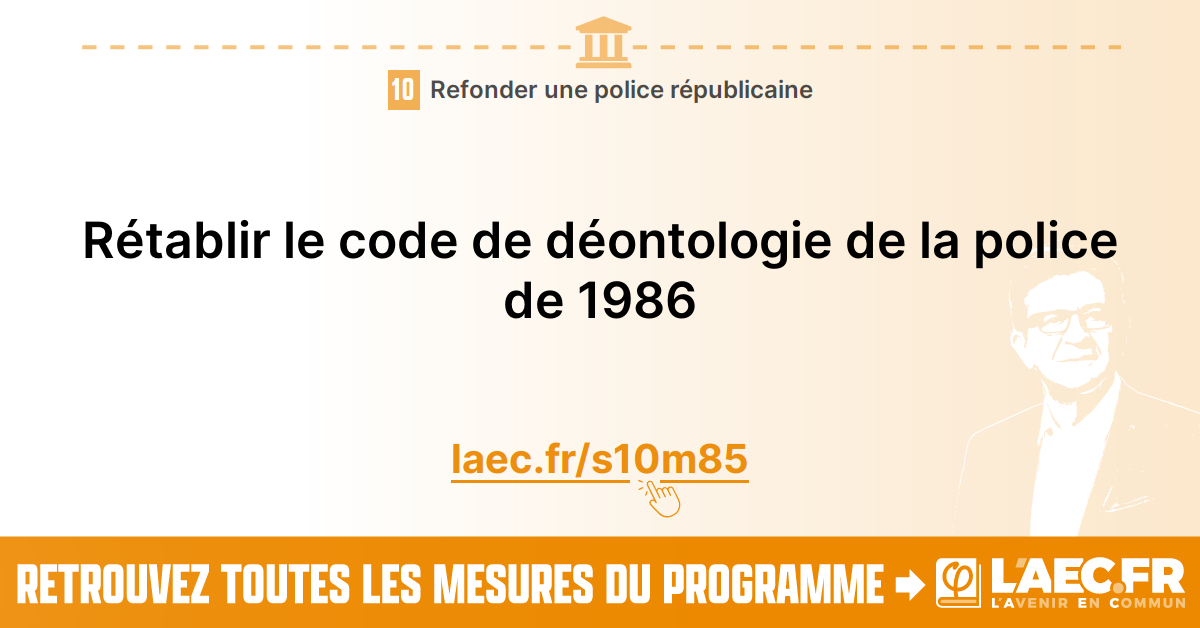 10 Refonder une police républicaine
Rétablir le code de déontologie de la police
de 1986
laec.fr/s10m85
RETROUVEZ TOUTES LES MESURES DU PROGRAMME
φ L'AEC.FR
L'AVENIR EN COMMUN